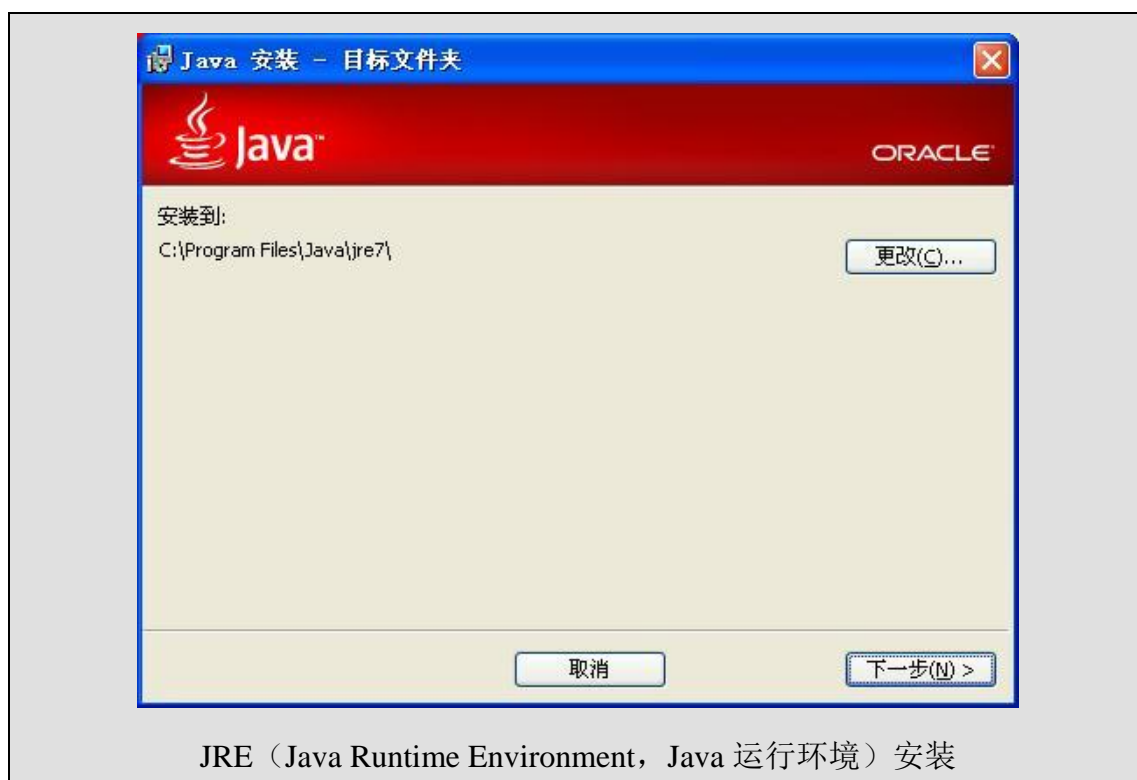 Java 安装 - 目标文件夹
Java™
ORACLE
安装到:
C:\Program Files\Java\jre7\
更改(C)...
取消
下一步(N) >
JRE（Java Runtime Environment，Java 运行环境）安装